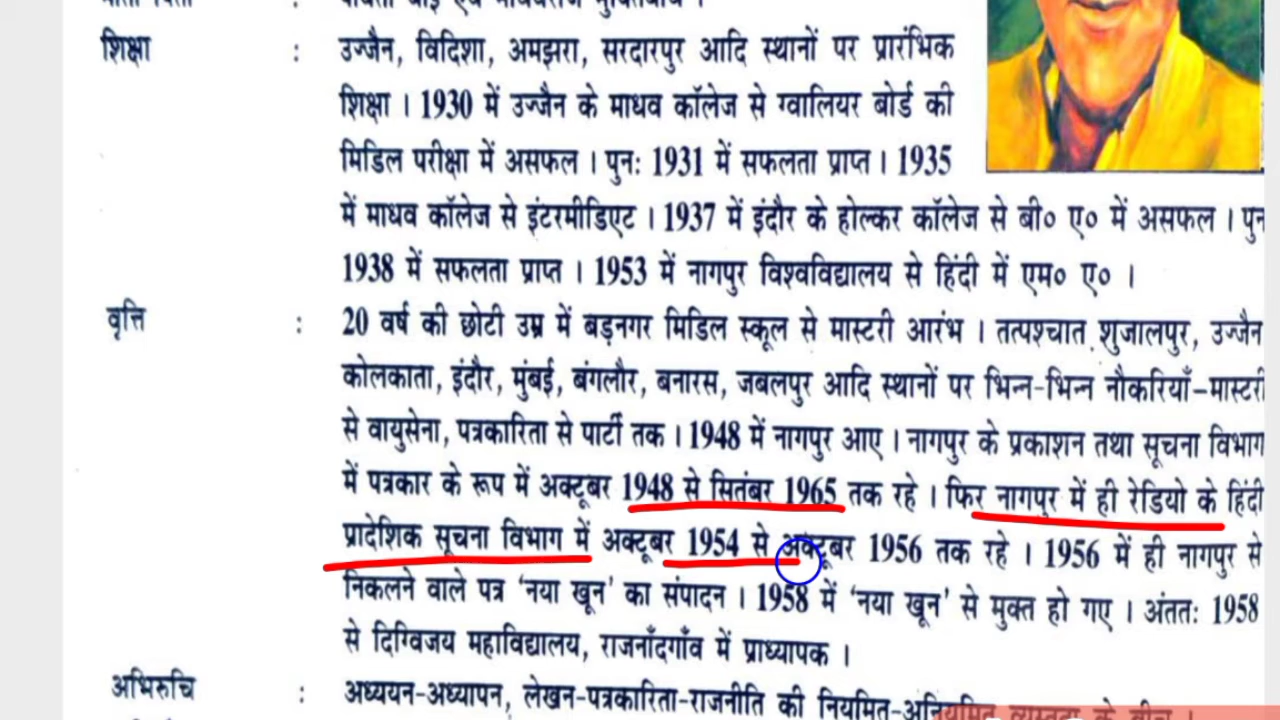 शिक्षा : उज्जैन, विदिशा, अमझरा, सरदारपुर आदि स्थानों पर प्रारंभिक
शिक्षा । 1930 में उज्जैन के माधव कॉलेज से ग्वालियर बोर्ड की
मिडिल परीक्षा में असफल । पुनः 1931 में सफलता प्राप्त । 1935
में माधव कॉलेज से इंटरमीडिएट । 1937 में इंदौर के होल्कर कॉलेज से बी० ए० में असफल । पुन
1938 में सफलता प्राप्त । 1953 में नागपुर विश्वविद्यालय से हिंदी में एम० ए० ।
वृत्ति : 20 वर्ष की छोटी उम्र में बड़नगर मिडिल स्कूल से मास्टरी आरंभ । तत्पश्चात् शुजालपुर, उज्जैन
कोलकाता, इंदौर, मुंबई, बंगलौर, बनारस, जबलपुर आदि स्थानों पर भिन्न-भिन्न नौकरियाँ-मास्टरी
से वायुसेना, पत्रकारिता से पार्टी तक । 1948 में नागपुर आए । नागपुर के प्रकाशन तथा सूचना विभाग
में पत्रकार के रूप में अक्टूबर 1948 से सितंबर 1965 तक रहे । फिर नागपुर में ही रेडियो के हिंदी
प्रादेशिक सूचना विभाग में अक्टूबर 1954 से अक्टूबर 1956 तक रहे । 1956 में ही नागपुर से
निकलने वाले पत्र ‘नया खून’ का संपादन । 1958 में ‘नया खून’ से मुक्त हो गए । अंततः 1958
से दिग्विजय महाविद्यालय, राजनाँदगाँव में प्राध्यापक ।
अभिरुचि : अध्ययन-अध्यापन, लेखन-पत्रकारिता-राजनीति की नियमित-अनियमित व्यस्तता के बीच ।